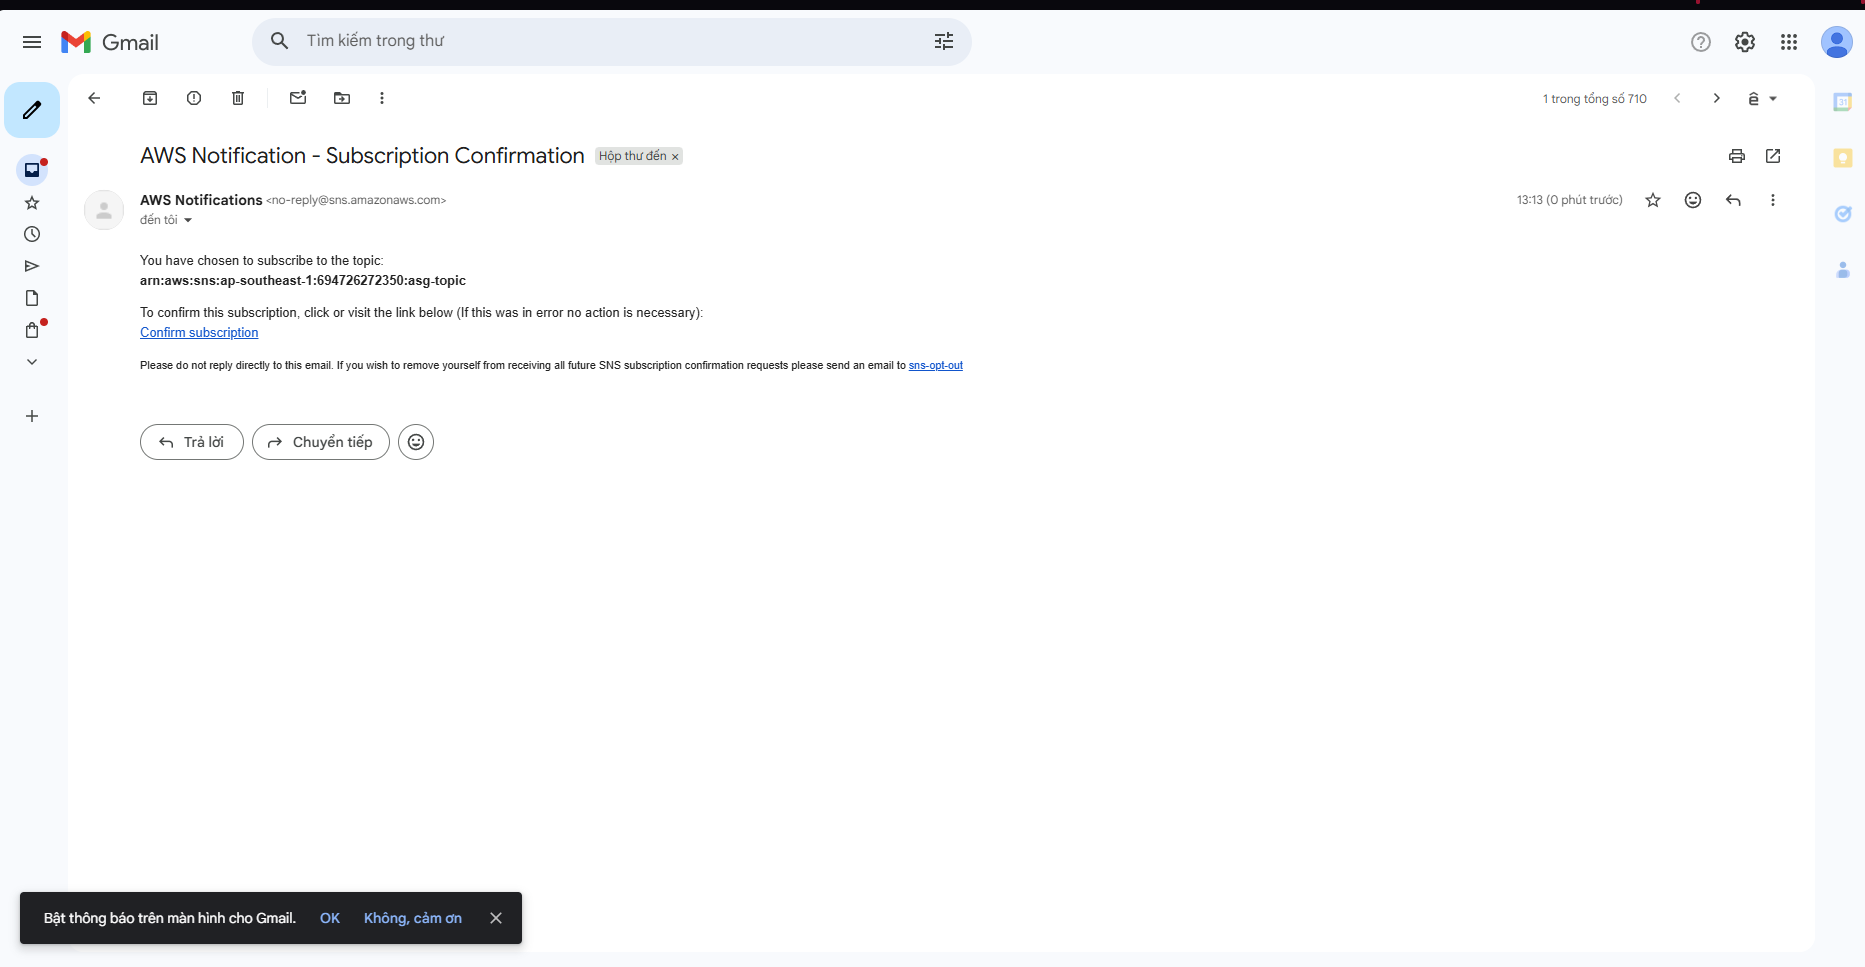 Gmail
Tìm kiếm trong thư
1 trong tổng số 710
ê
31
AWS Notification - Subscription Confirmation
Hộp thư đến ×
AWS Notifications <no-reply@sns.amazonaws.com>
13:13 (0 phút trước)
đến tôi
You have chosen to subscribe to the topic:
arn:aws:sns:ap-southeast-1:694726272350:asg-topic
To confirm this subscription, click or visit the link below (If this was in error no action is necessary):
Confirm subscription
Please do not reply directly to this email. If you wish to remove yourself from receiving all future SNS subscription confirmation requests please send an email to sns-opt-out
Trả lời
Chuyển tiếp
Bật thông báo trên màn hình cho Gmail. OK Không, cảm ơn